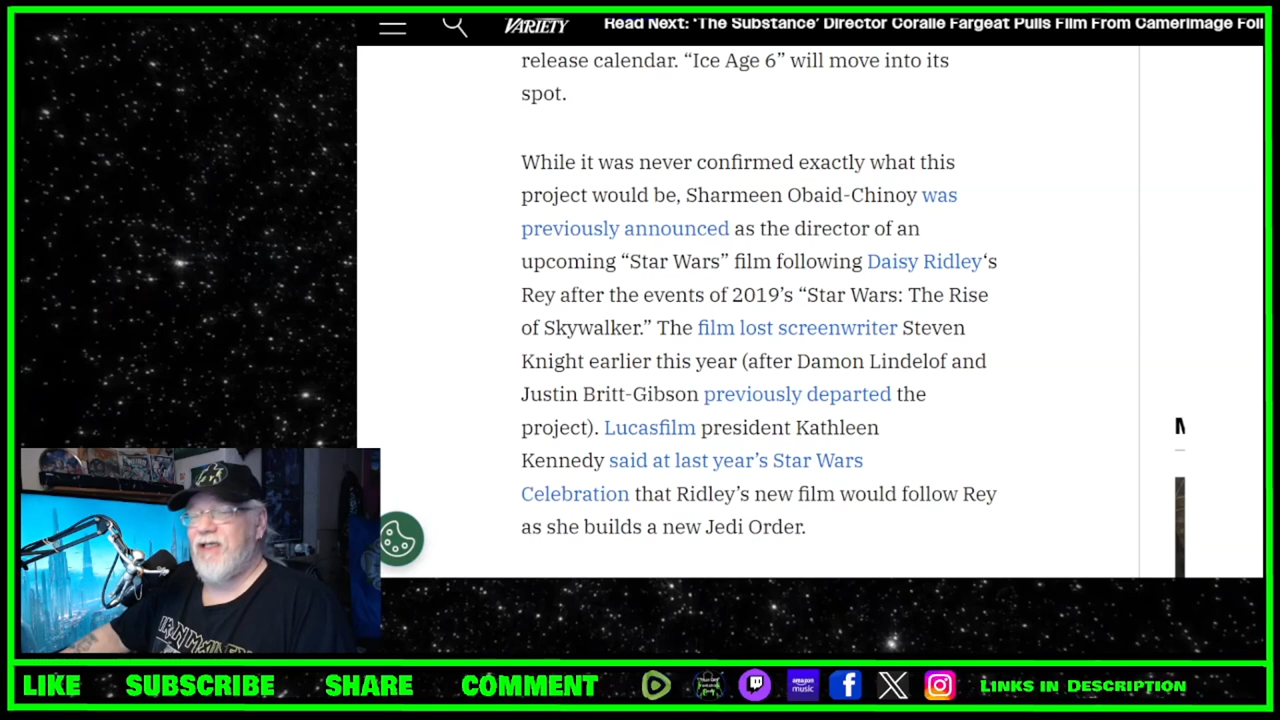 VARIETY Read Next: 'The Substance' Director Coralie Fargeat Pulls Film From Camerimage Foll
release calendar. “Ice Age 6” will move into its
spot.
While it was never confirmed exactly what this
project would be, Sharmeen Obaid-Chinoy was
previously announced as the director of an
upcoming “Star Wars” film following Daisy Ridley‘s
Rey after the events of 2019’s “Star Wars: The Rise
of Skywalker.” The film lost screenwriter Steven
Knight earlier this year (after Damon Lindelof and
Justin Britt-Gibson previously departed the
project). Lucasfilm president Kathleen
Kennedy said at last year’s Star Wars
Celebration that Ridley’s new film would follow Rey
as she builds a new Jedi Order.
M
IRON MAIDEN
LIKE SUBSCRIBE SHARE COMMENT amazon music LINKS IN DESCRIPTION